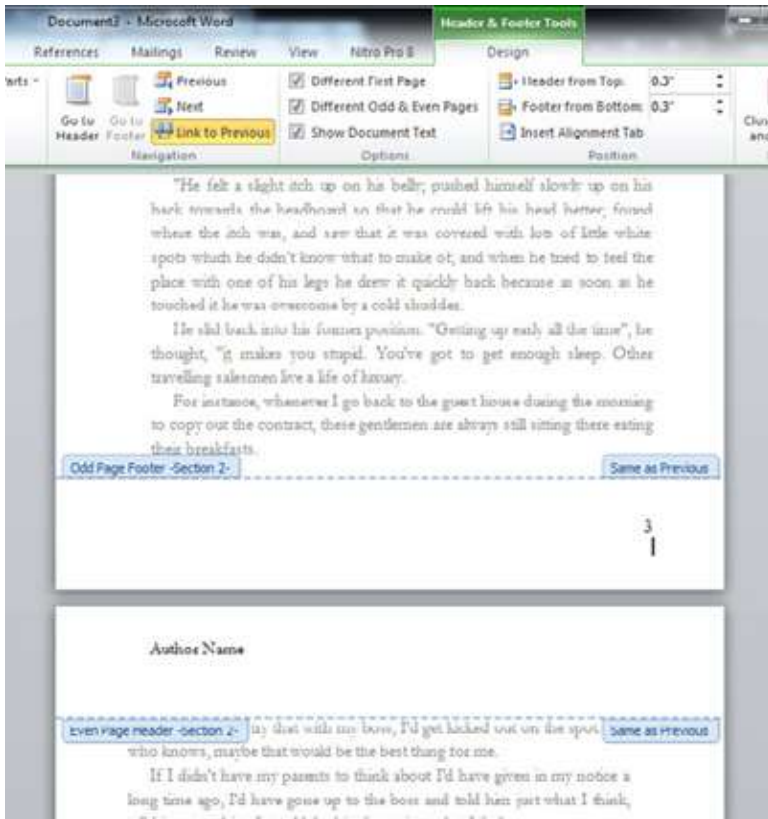 Document3 - Microsoft Word
Header & Footer Tools
References Mailings Review View Nitro Pro 8 Design
Parts
Go to Header
Go to Footer
Previous
Next
Link to Previous
Navigation
Different First Page
Different Odd & Even Pages
Show Document Text
Options
Header from Top: 0.3"
Footer from Bottom: 0.3"
Insert Alignment Tab
Position
"He felt a slight itch up on his belly; pushed himself slowly up on his
back towards the headboard so that he could lift his head better; found
where the itch was, and saw that it was covered with lots of little white
spots which he didn't know what to make of; and when he tried to feel the
place with one of his legs he drew it quickly back because as soon as he
touched it he was overcome by a cold shudder.
He slid back into his former position. "Getting up early all the time", he
thought, "it makes you stupid. You've got to get enough sleep. Other
travelling salesmen live a life of luxury.
For instance, whenever I go back to the guest house during the morning
to copy out the contract, these gentlemen are always still sitting there eating
their breakfasts.
Odd Page Footer -Section 2-
Same as Previous
3
Author Name
Even Page Header -Section 2-
Same as Previous
that with my boss, I'd get kicked out on the spot
who knows, maybe that would be the best thing for me.
If I didn't have my parents to think about I'd have given in my notice a
long time ago, I'd have gone up to the boss and told him just what I think,